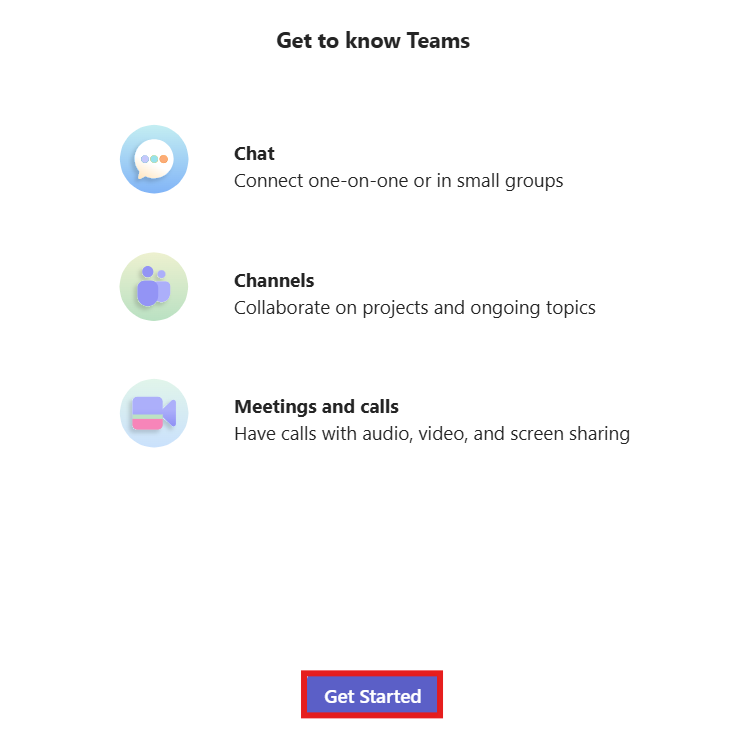 Get to know Teams
Chat
Connect one-on-one or in small groups
Channels
Collaborate on projects and ongoing topics
Meetings and calls
Have calls with audio, video, and screen sharing
Get Started